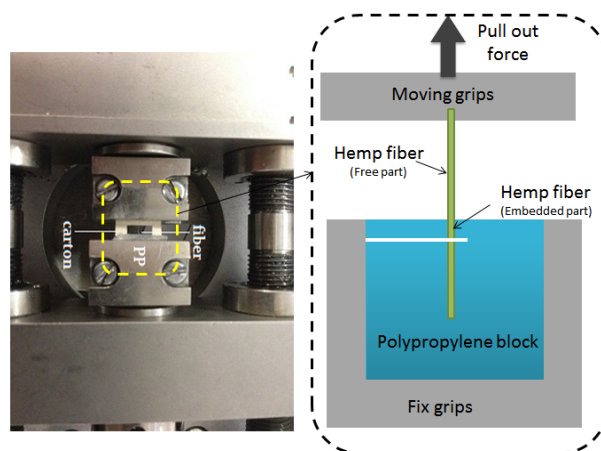 carton
PP
fiber
Pull out
force
Moving grips
Hemp fiber
(Free part)
Hemp fiber
(Embedded part)
Polypropylene block
Fix grips